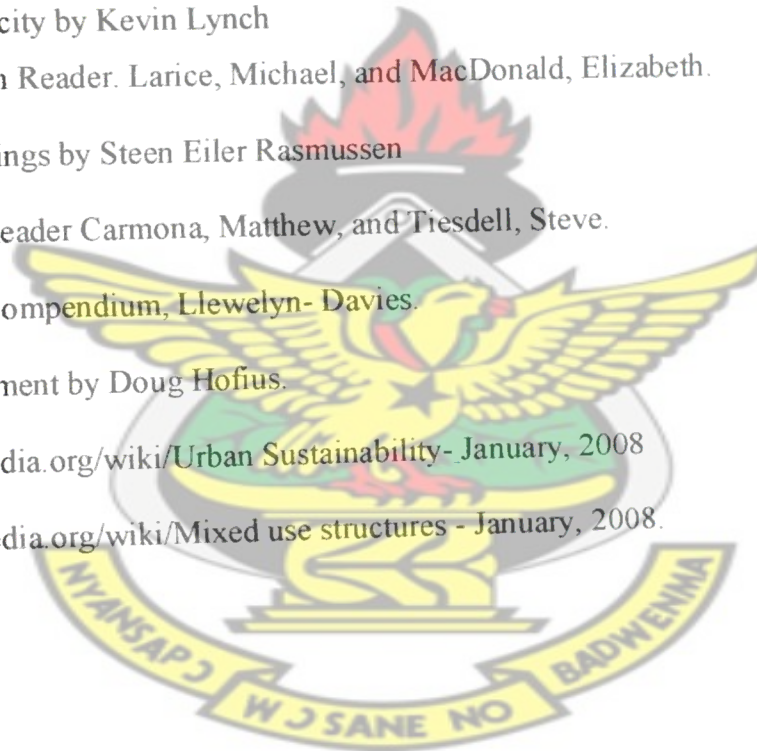 city by Kevin Lynch
n Reader. Larice, Michael, and MacDonald, Elizabeth.
ings by Steen Eiler Rasmussen
eader Carmona, Matthew, and Tiesdell, Steve.
ompendium, Llewelyn- Davies.
ment by Doug Hofius.
dia.org/wiki/Urban Sustainability- January, 2008
dia.org/wiki/Mixed use structures - January, 2008.
NYANSAPƆ WƆSANE NO BADWENMA